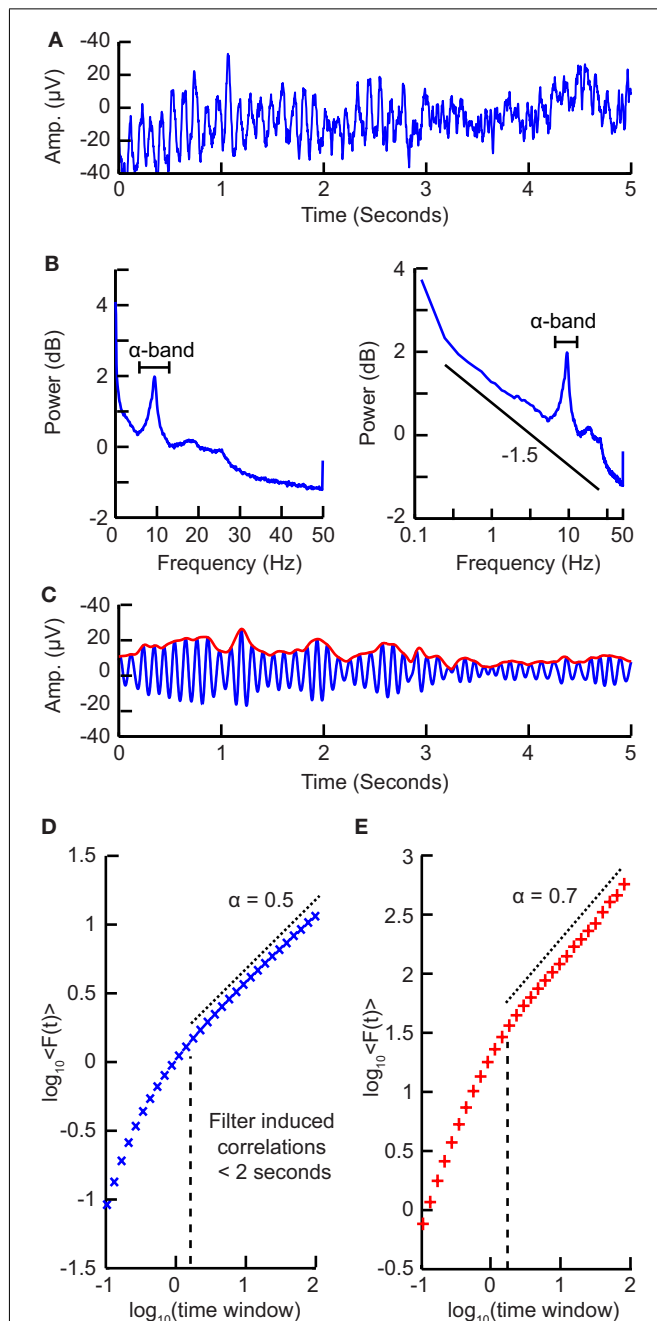 A
-40
20
0
-20
-40
Amp. (µV)
0 1 2 3 4 5
Time (Seconds)
B
4
2
0
-2
Power (dB)
α-band
0 10 20 30 40 50
Frequency (Hz)
4
2
0
-2
Power (dB)
α-band
-1.5
0.1 1 10 50
Frequency (Hz)
C
-40
20
0
-20
-40
Amp. (µV)
0 1 2 3 4 5
Time (Seconds)
D
1.5
1
0.5
0
-0.5
-1
-1.5
log₁₀<F(t)>
α = 0.5
Filter induced
correlations
< 2 seconds
-1 0 1 2
log₁₀(time window)
E
3
2.5
2
1.5
1
0.5
0
-0.5
log₁₀<F(t)>
α = 0.7
-1 0 1 2
log₁₀(time window)